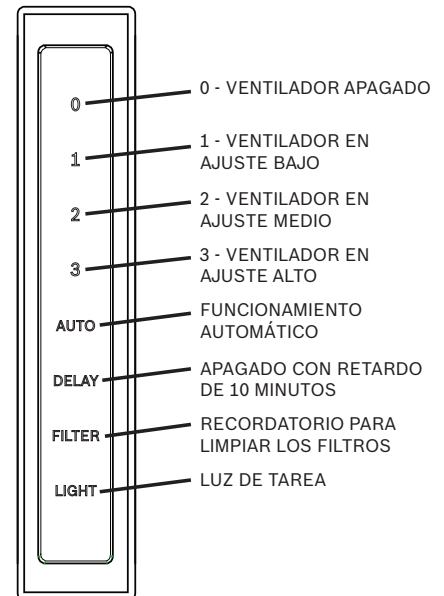 0
0 - VENTILADOR APAGADO
1
1 - VENTILADOR EN
AJUSTE BAJO
2
2 - VENTILADOR EN
AJUSTE MEDIO
3
3 - VENTILADOR EN
AJUSTE ALTO
AUTO
FUNCIONAMIENTO
AUTOMÁTICO
DELAY
APAGADO CON RETARDO
DE 10 MINUTOS
FILTER
RECORDATORIO PARA
LIMPIAR LOS FILTROS
LIGHT
LUZ DE TAREA